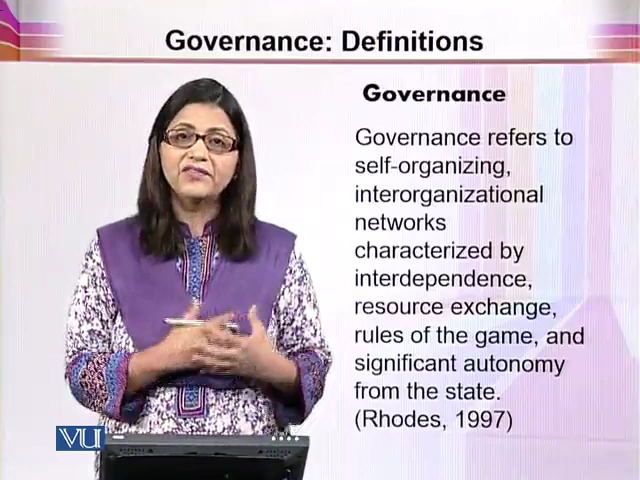 Governance: Definitions
Governance
Governance refers to
self-organizing,
interorganizational
networks
characterized by
interdependence,
resource exchange,
rules of the game, and
significant autonomy
from the state.
(Rhodes, 1997)
VU